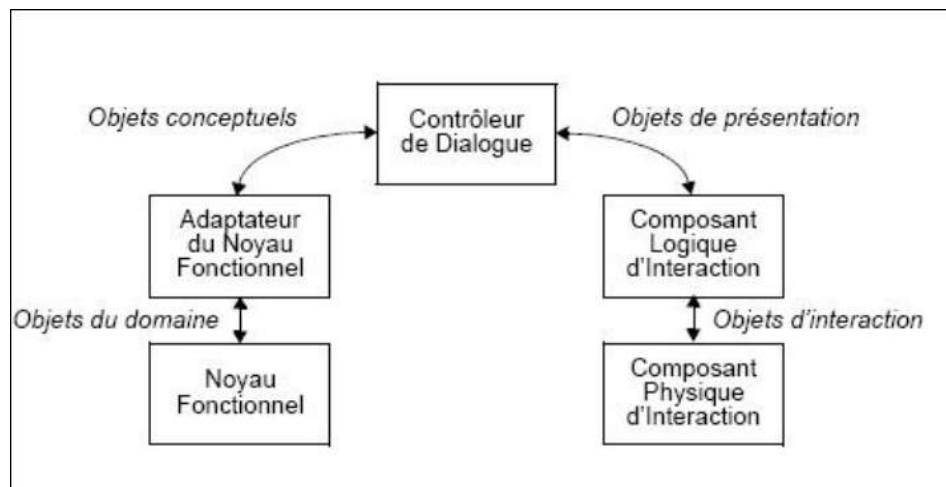 Contrôleur
de Dialogue
Objets conceptuels
Objets de présentation
Adaptateur
du Noyau
Fonctionnel
Composant
Logique
d'Interaction
Objets du domaine
Objets d'interaction
Noyau
Fonctionnel
Composant
Physique
d'Interaction